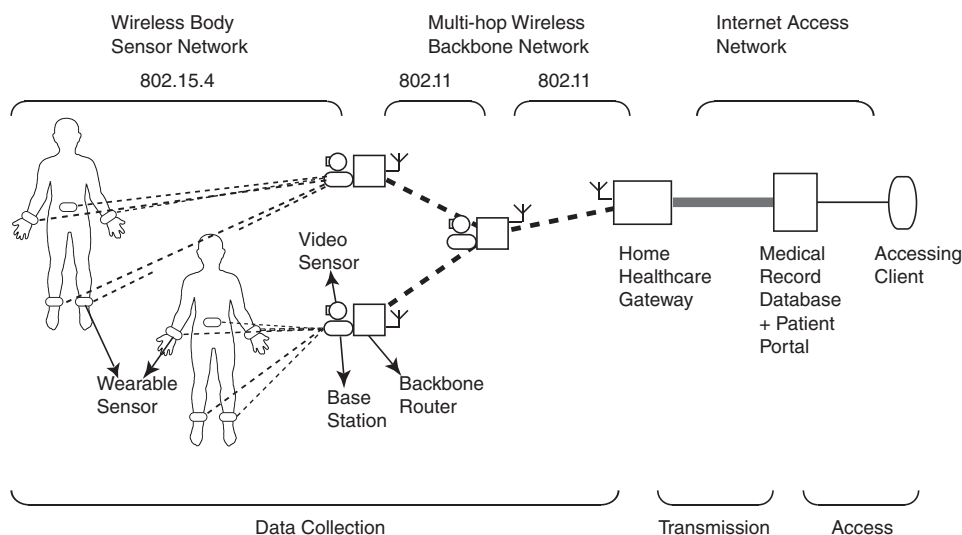 Wireless Body
Sensor Network
802.15.4
Multi-hop Wireless
Backbone Network
802.11
802.11
Internet Access
Network
Video
Sensor
Wearable
Sensor
Base
Station
Backbone
Router
Home
Healthcare
Gateway
Medical
Record
Database
+ Patient
Portal
Accessing
Client
Data Collection
Transmission
Access